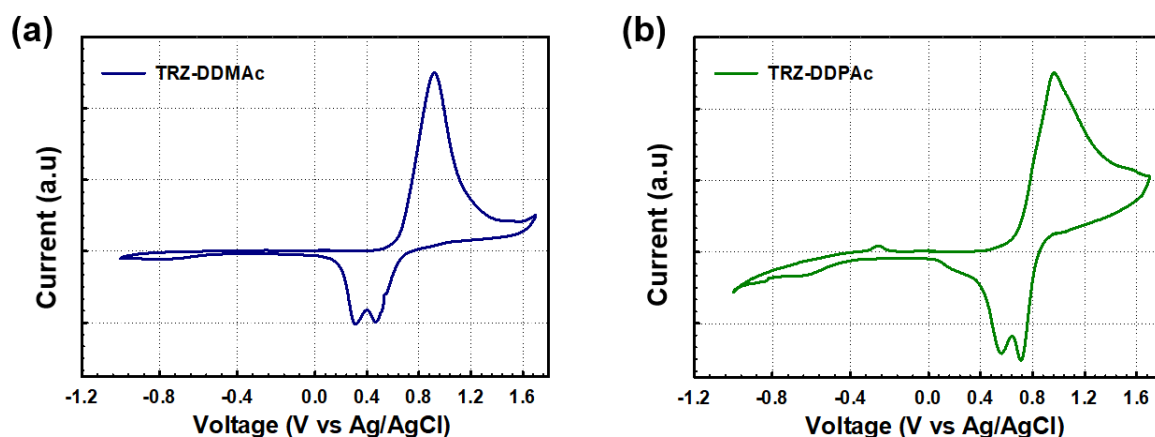 (a)
TRZ-DDMAc
Current (a.u)
-1.2 -0.8 -0.4 0.0 0.4 0.8 1.2 1.6
Voltage (V vs Ag/AgCl)
(b)
TRZ-DDPAc
Current (a.u)
-1.2 -0.8 -0.4 0.0 0.4 0.8 1.2 1.6
Voltage (V vs Ag/AgCl)